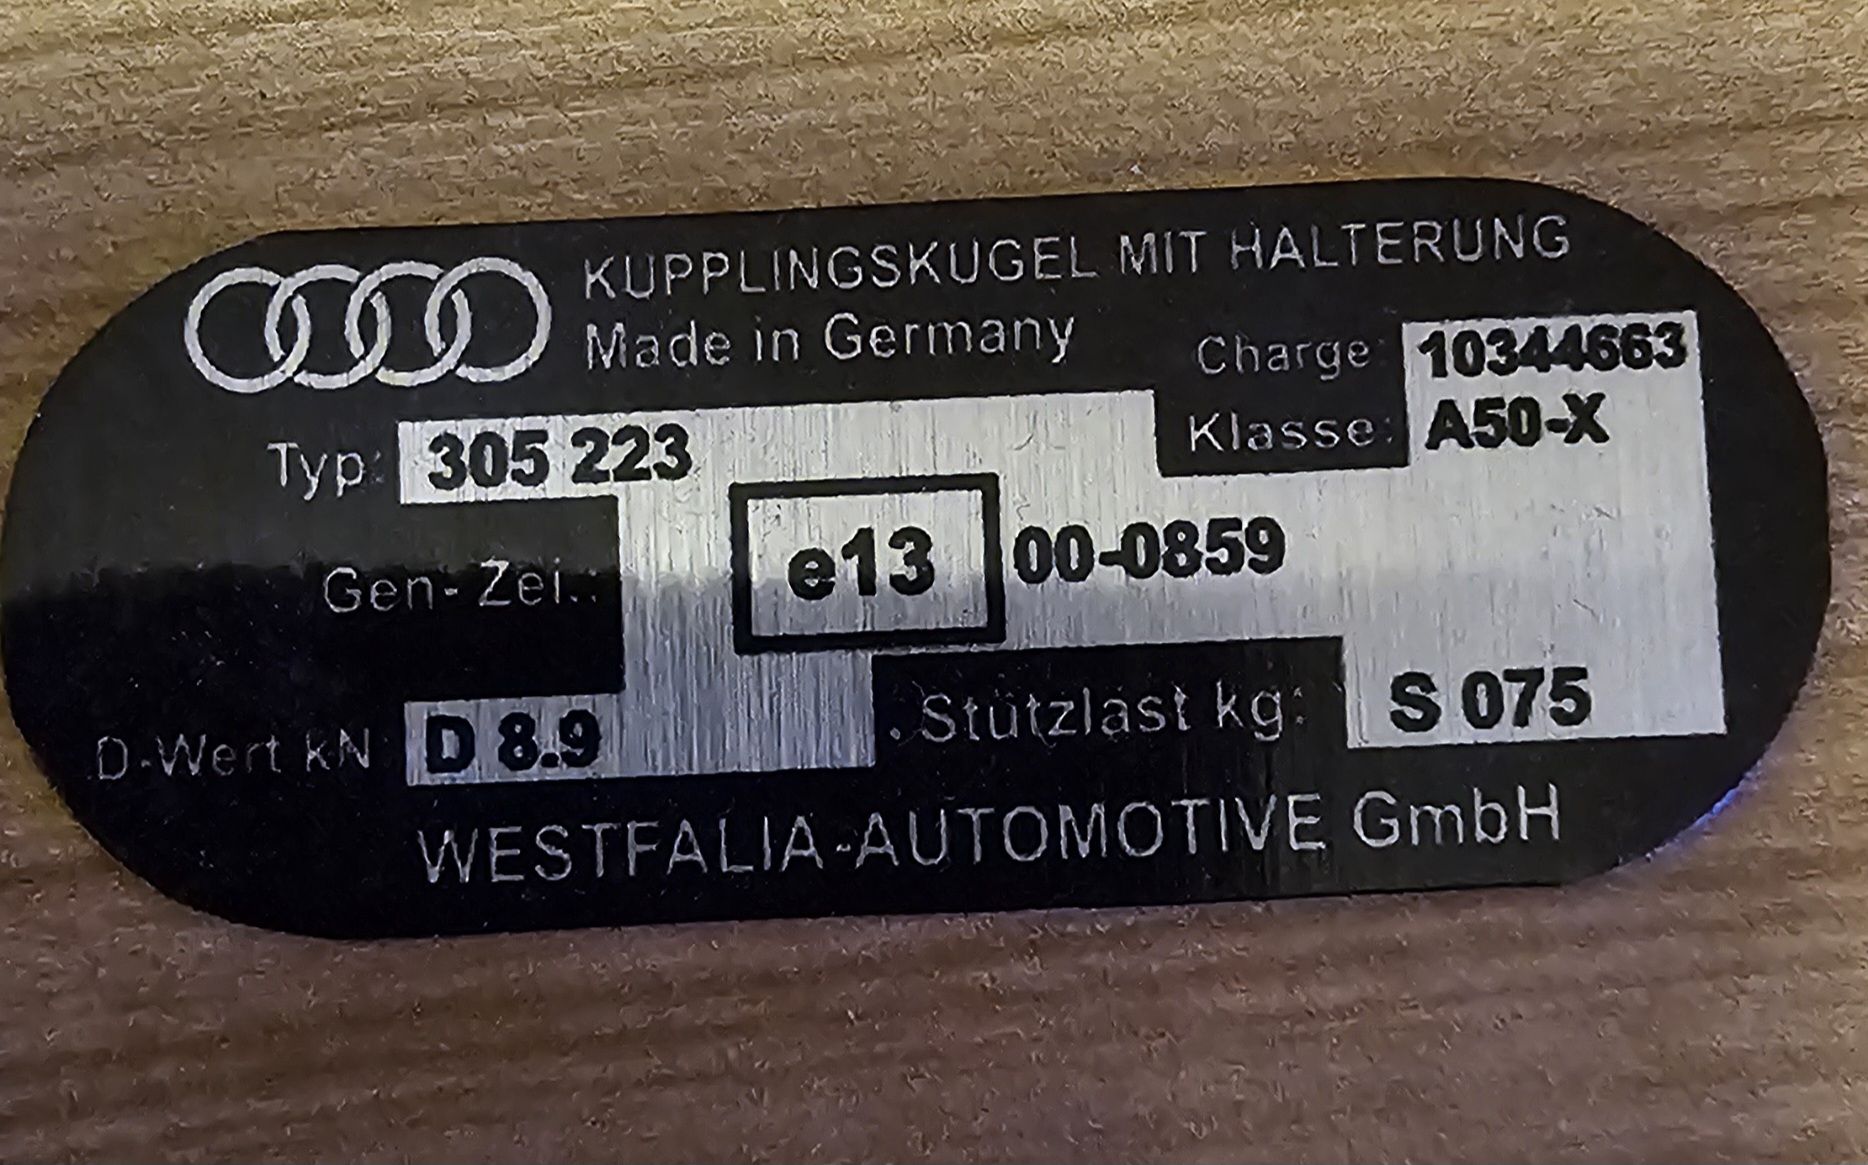 KUPPLINGSKUGEL MIT HALTERUNG
Made in Germany
Charge: 10344663
Klasse: A50-X
Typ: 305 223
Gen-Zei.: e13 00-0859
D-Wert kN D 8.9
Stützlast kg: S 075
WESTFALIA-AUTOMOTIVE GmbH